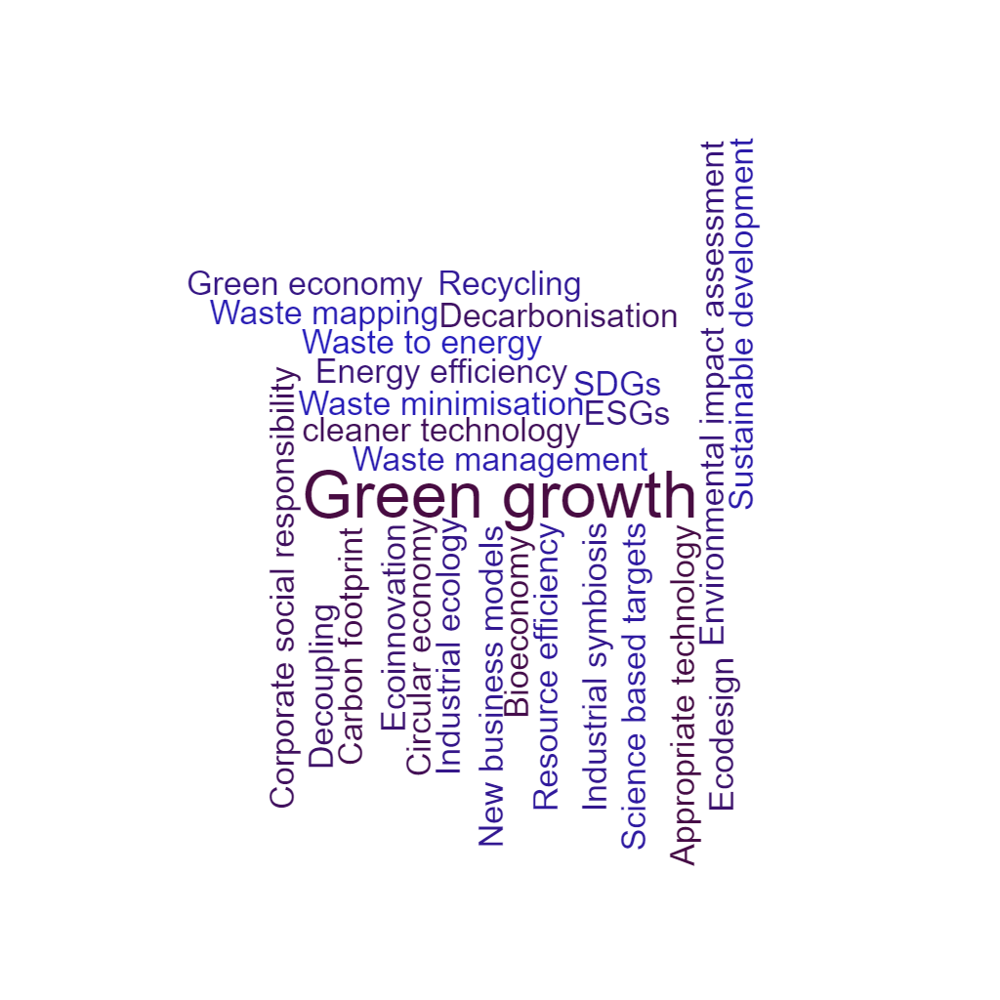 Green economy
Recycling
Waste mapping
Decarbonisation
Waste to energy
Energy efficiency
SDGs
Waste minimisation
ESGs
cleaner technology
Waste management
Green growth
Corporate social responsibility
Decoupling
Carbon footprint
Ecoinnovation
Circular economy
Industrial ecology
New business models
Bioeconomy
Resource efficiency
Industrial symbiosis
Science based targets
Appropriate technology
Environmental impact assessment
Ecodesign
Sustainable development